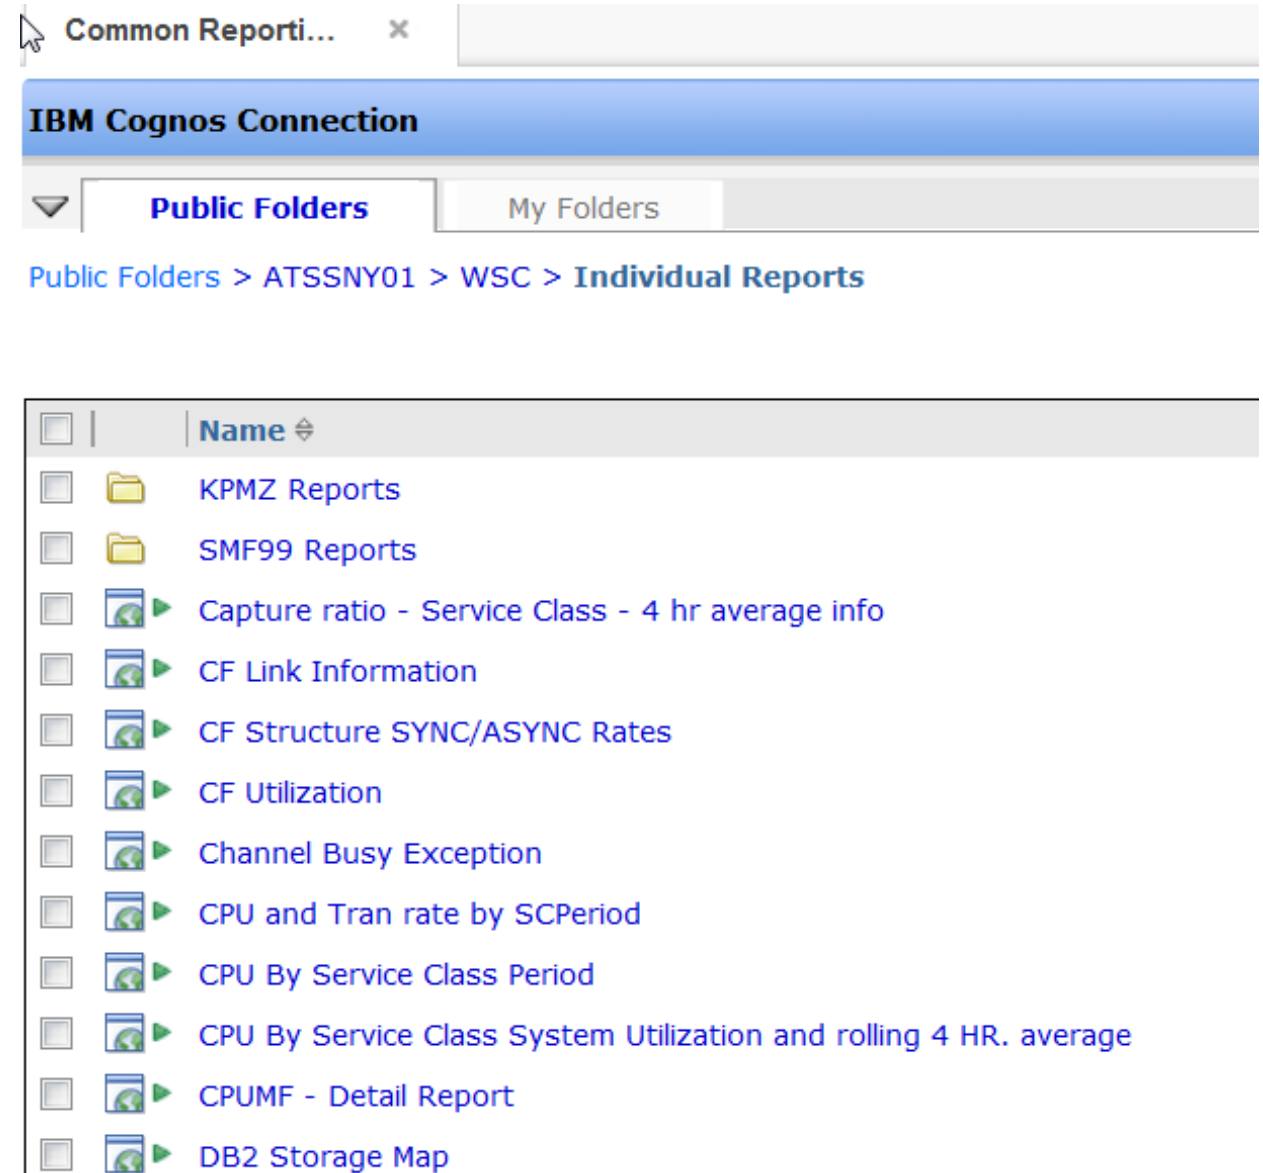 Common Reporti... ×
IBM Cognos Connection
Public Folders My Folders
Public Folders > ATSSNY01 > WSC > Individual Reports
Name
KPMZ Reports
SMF99 Reports
Capture ratio - Service Class - 4 hr average info
CF Link Information
CF Structure SYNC/ASYNC Rates
CF Utilization
Channel Busy Exception
CPU and Tran rate by SCPeriod
CPU By Service Class Period
CPU By Service Class System Utilization and rolling 4 HR. average
CPUMF - Detail Report
DB2 Storage Map